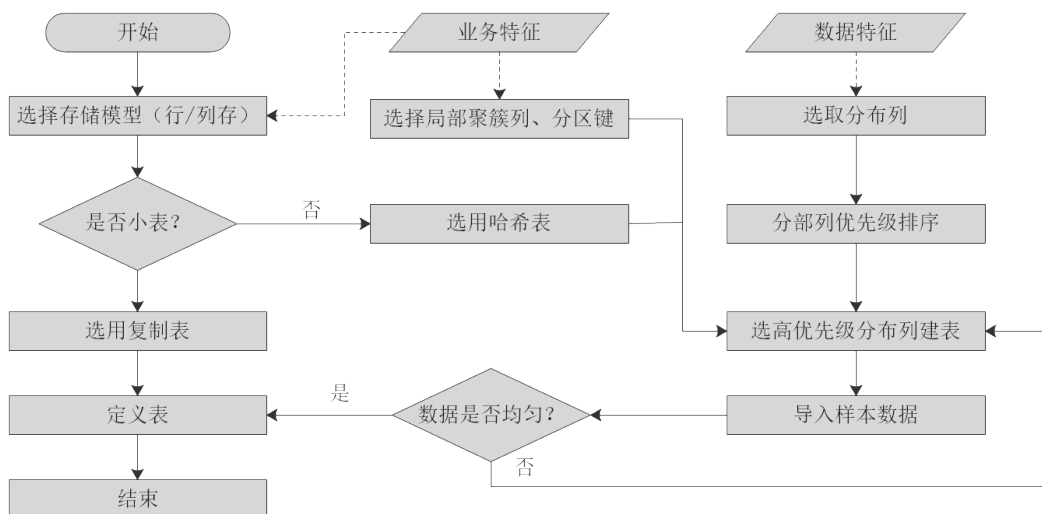 开始
业务特征
数据特征
选择存储模型（行/列存）
选择局部聚簇列、分区键
选取分布列
是否小表？
否
选用哈希表
分部列优先级排序
选用复制表
选高优先级分布列建表
是
定义表
数据是否均匀？
导入样本数据
否
结束